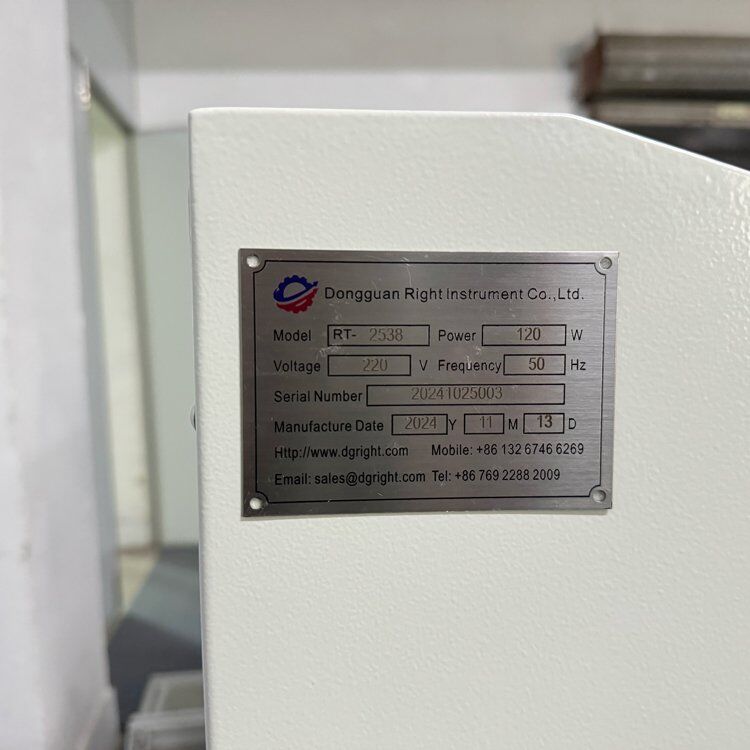 Dongguan Right Instrument Co.,Ltd.
Model RT- 2538 Power 120 W
Voltage 220 V Frequency 50 Hz
Serial Number 20241025003
Manufacture Date 2024 Y 11 M 13 D
Http://www.dgright.com Mobile: +86 132 6746 6269
Email: sales@dgright.com Tel: +86 769 2288 2009